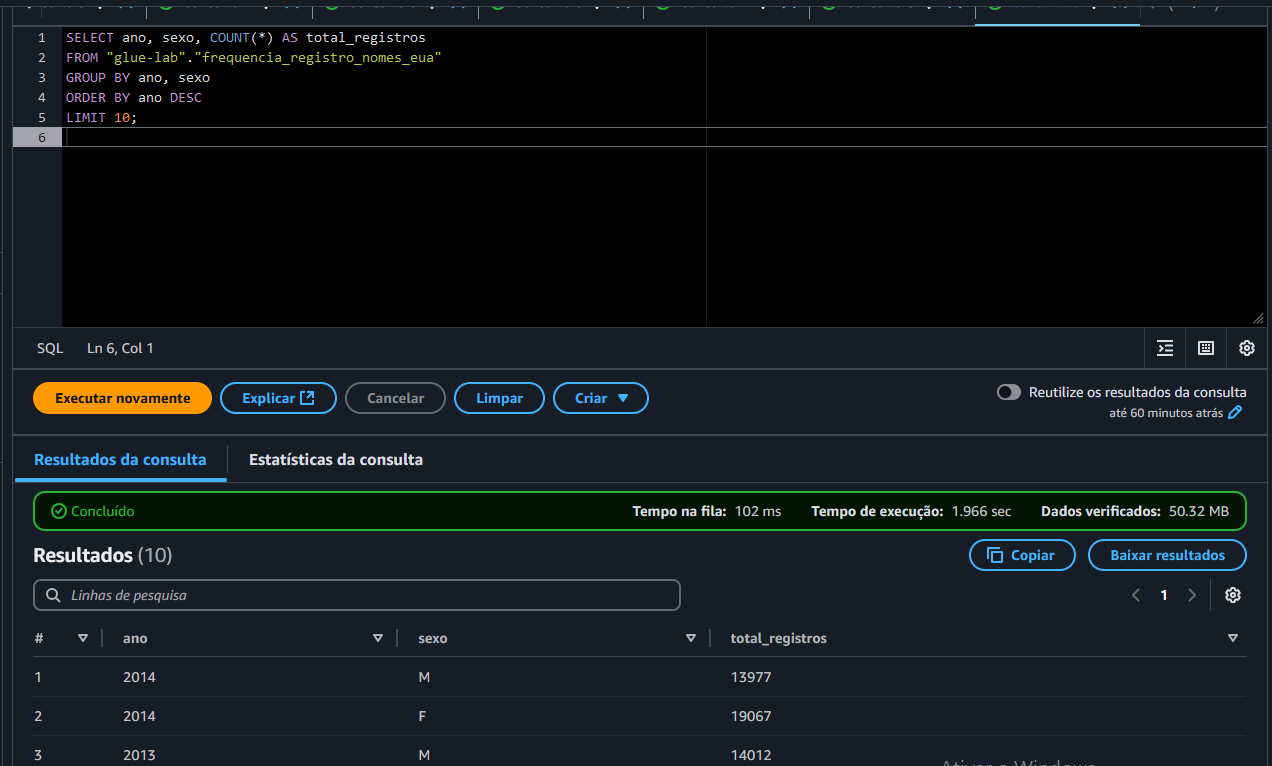 1 SELECT ano, sexo, COUNT(*) AS total_registros
2 FROM "glue-lab"."frequencia_registro_nomes_eua"
3 GROUP BY ano, sexo
4 ORDER BY ano DESC
5 LIMIT 10;
6
SQL Ln 6, Col 1
Executar novamente Explicar Cancelar Limpar Criar Reutilize os resultados da consulta
até 60 minutos atrás
Resultados da consulta Estatísticas da consulta
Concluído Tempo na fila: 102 ms Tempo de execução: 1.966 sec Dados verificados: 50.32 MB
Resultados (10) Copiar Baixar resultados
Linhas de pesquisa 1
# ano sexo total_registros
1 2014 M 13977
2 2014 F 19067
3 2013 M 14012
Ativar o Windows